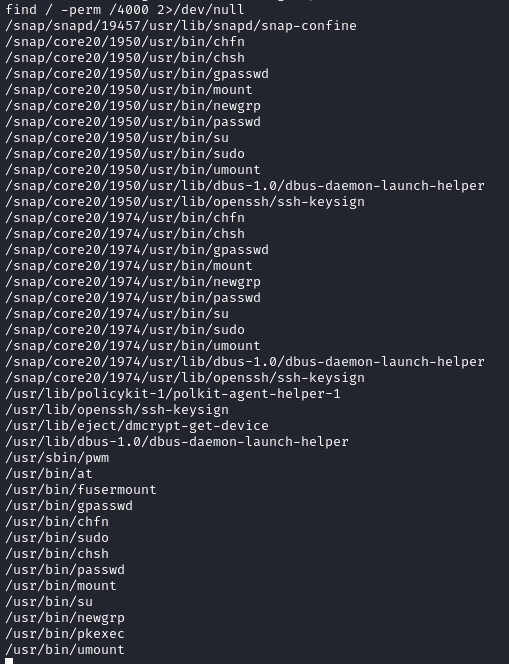 find / -perm /4000 2>/dev/null
/snap/snapd/19457/usr/lib/snapd/snap-confine
/snap/core20/1950/usr/bin/chfn
/snap/core20/1950/usr/bin/chsh
/snap/core20/1950/usr/bin/gpasswd
/snap/core20/1950/usr/bin/mount
/snap/core20/1950/usr/bin/newgrp
/snap/core20/1950/usr/bin/passwd
/snap/core20/1950/usr/bin/su
/snap/core20/1950/usr/bin/sudo
/snap/core20/1950/usr/bin/umount
/snap/core20/1950/usr/lib/dbus-1.0/dbus-daemon-launch-helper
/snap/core20/1950/usr/lib/openssh/ssh-keysign
/snap/core20/1974/usr/bin/chfn
/snap/core20/1974/usr/bin/chsh
/snap/core20/1974/usr/bin/gpasswd
/snap/core20/1974/usr/bin/mount
/snap/core20/1974/usr/bin/newgrp
/snap/core20/1974/usr/bin/passwd
/snap/core20/1974/usr/bin/su
/snap/core20/1974/usr/bin/sudo
/snap/core20/1974/usr/bin/umount
/snap/core20/1974/usr/lib/dbus-1.0/dbus-daemon-launch-helper
/snap/core20/1974/usr/lib/openssh/ssh-keysign
/usr/lib/policykit-1/polkit-agent-helper-1
/usr/lib/openssh/ssh-keysign
/usr/lib/eject/dmcrypt-get-device
/usr/lib/dbus-1.0/dbus-daemon-launch-helper
/usr/sbin/pwm
/usr/bin/at
/usr/bin/fusermount
/usr/bin/gpasswd
/usr/bin/chfn
/usr/bin/sudo
/usr/bin/chsh
/usr/bin/passwd
/usr/bin/mount
/usr/bin/su
/usr/bin/newgrp
/usr/bin/pkexec
/usr/bin/umount